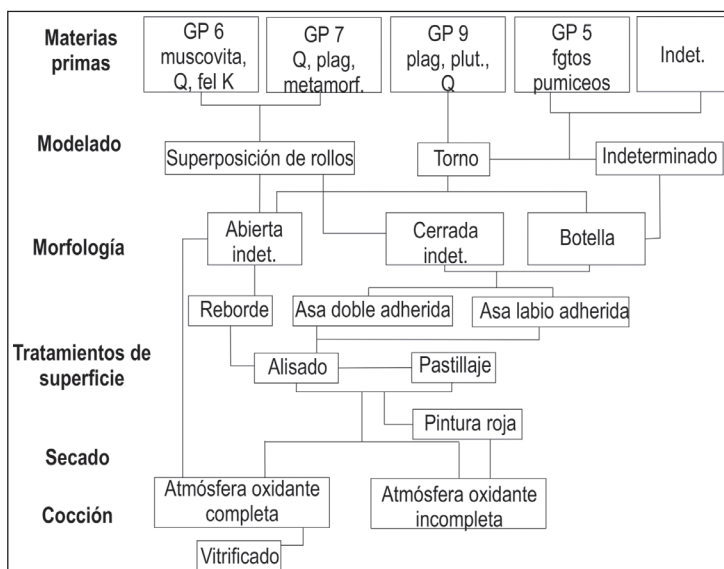 Materias
primas
GP 6
muscovita,
Q, fel K
GP 7
Q, plag,
metamorf.
GP 9
plag, plut.,
Q
GP 5
fgtos
pumiceos
Indet.
Modelado
Superposición de rollos
Torno
Indeterminado
Morfología
Abierta
indet.
Cerrada
indet.
Botella
Reborde
Asa doble adherida
Asa labio adherida
Tratamientos de
superficie
Alisado
Pastillaje
Pintura roja
Secado
Cocción
Atmósfera oxidante
completa
Atmósfera oxidante
incompleta
Vitrificado